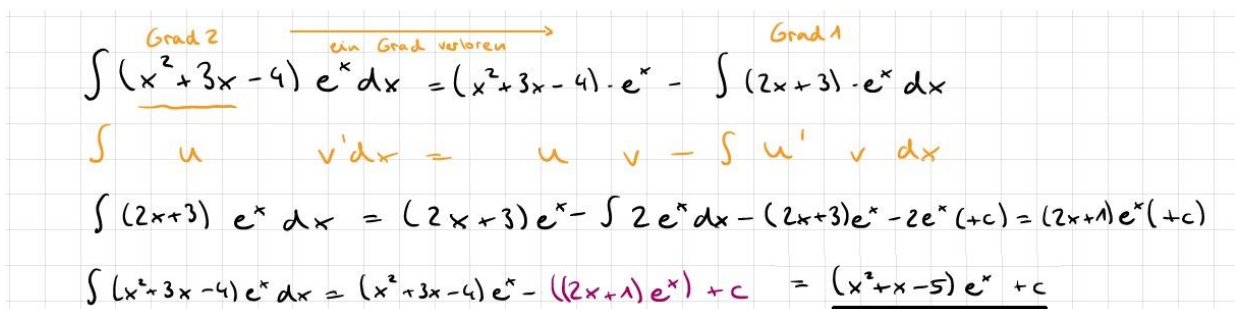 Grad 2 ein Grad verloren Grad 1
∫ (x² + 3x - 4) eˣ dx = (x² + 3x - 4) · eˣ - ∫ (2x + 3) · eˣ dx
∫ u v' dx = u v - ∫ u' v dx
∫ (2x+3) eˣ dx = (2x+3)eˣ - ∫ 2eˣ dx - (2x+3)eˣ - 2eˣ (+c) = (2x+1)eˣ (+c)
∫ (x² + 3x - 4) eˣ dx = (x² + 3x - 4) eˣ - ((2x+1) eˣ) + c = (x² + x - 5) eˣ + c